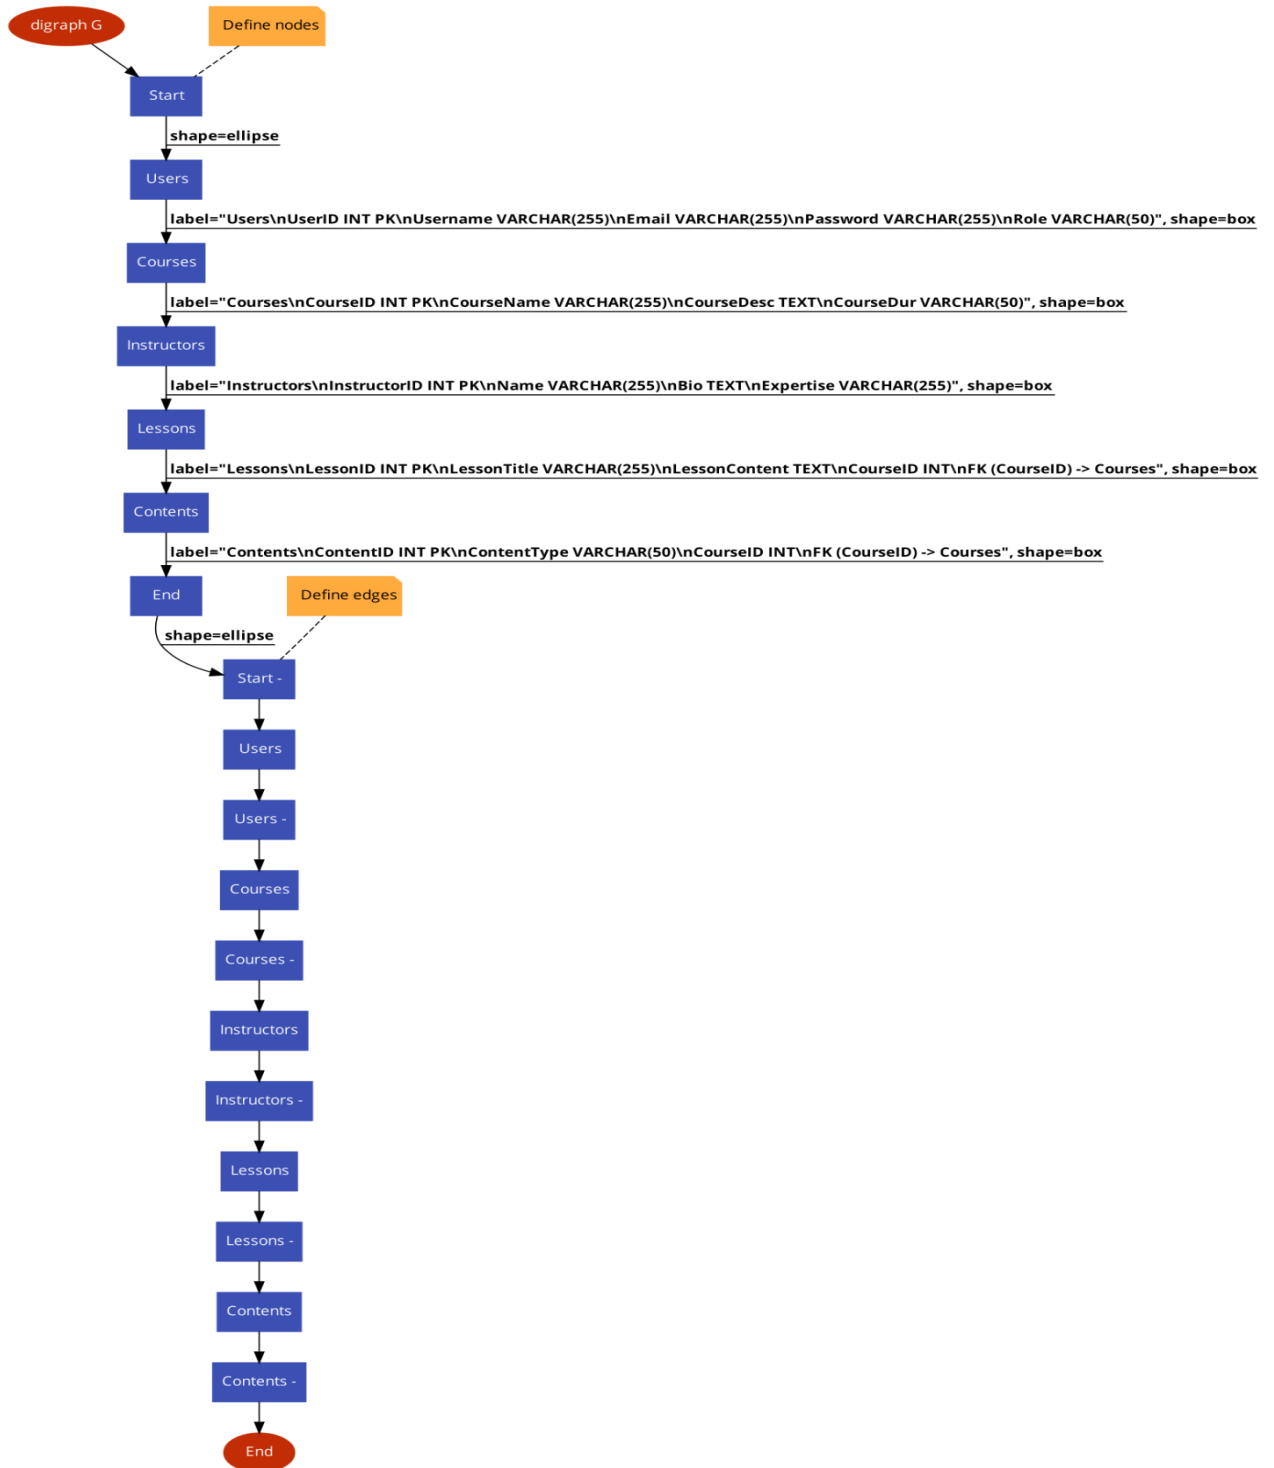 digraph G
Define nodes
Start
shape=ellipse
Users
label="Users\nUserID INT PK\nUsername VARCHAR(255)\nEmail VARCHAR(255)\nPassword VARCHAR(255)\nRole VARCHAR(50)", shape=box
Courses
label="Courses\nCourseID INT PK\nCourseName VARCHAR(255)\nCourseDesc TEXT\nCourseDur VARCHAR(50)", shape=box
Instructors
label="Instructors\nInstructorID INT PK\nName VARCHAR(255)\nBio TEXT\nExpertise VARCHAR(255)", shape=box
Lessons
label="Lessons\nLessonID INT PK\nLessonTitle VARCHAR(255)\nLessonContent TEXT\nCourseID INT\nFK (CourseID) -> Courses", shape=box
Contents
label="Contents\nContentID INT PK\nContentType VARCHAR(50)\nCourseID INT\nFK (CourseID) -> Courses", shape=box
End
Define edges
shape=ellipse
Start -
Users
Users -
Courses
Courses -
Instructors
Instructors -
Lessons
Lessons -
Contents
Contents -
End